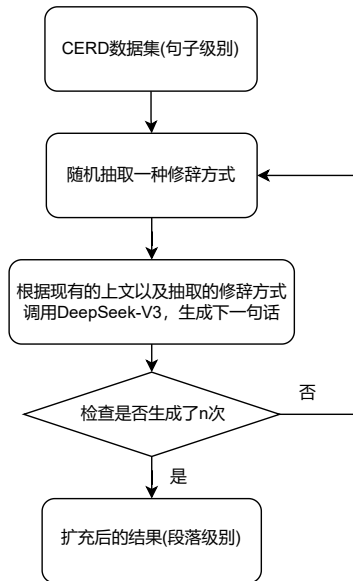 CERD数据集(句子级别)
随机抽取一种修辞方式
根据现有的上文以及抽取的修辞方式
调用DeepSeek-V3，生成下一句话
检查是否生成了n次
否
是
扩充后的结果(段落级别)